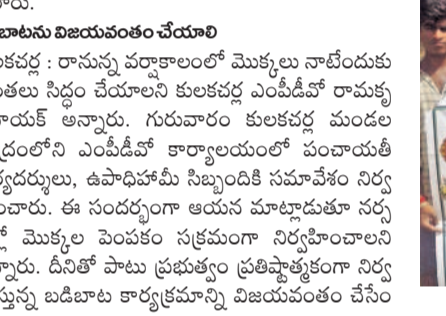 ారు.
బాటను విజయవంతం చేయాలి
కచర్ల : రానున్న వర్షాకాలంలో మొక్కలు నాటేందుకు
తలు సిద్ధం చేయాలని కులకచర్ల ఎంపీడీవో రామకృ
ాయక్ అన్నారు. గురువారం కులకచర్ల మండల
ద్రంలోని ఎంపీడీవో కార్యాలయంలో పంచాయతీ
్యదర్శులు, ఉపాధిహామీ సిబ్బందికి సమావేశం నిర్వ
ంచారు. ఈ సందర్భంగా ఆయన మాట్లాడుతూ నర్స
ల్లో మొక్కల పెంపకం సక్రమంగా నిర్వహించాలని
్నారు. దీనితో పాటు ప్రభుత్వం ప్రతిష్టాత్మకంగా నిర్వ
స్తున్న బడిబాట కార్యక్రమాన్ని విజయవంతం చేసేం